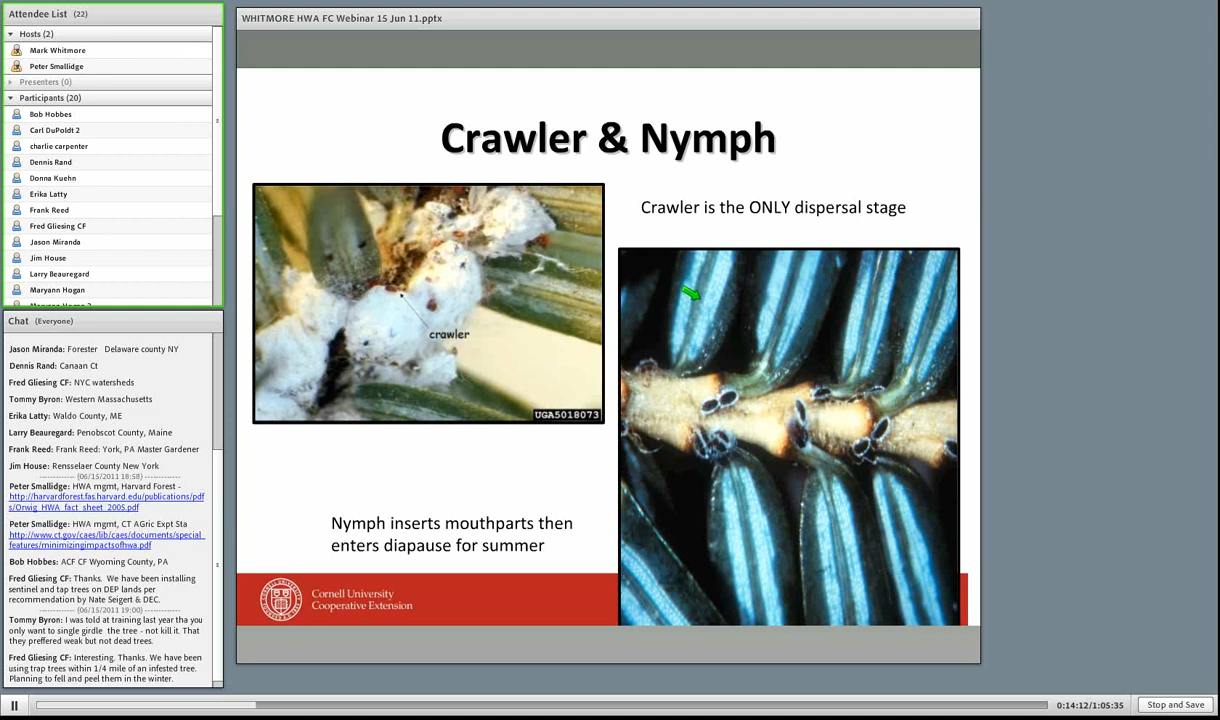 Attendee List (22)
Hosts (2)
Mark Whitmore
Peter Smallidge
Presenters (0)
Participants (20)
Bob Hobbes
Carl DuPoldt 2
charlie carpenter
Dennis Rand
Donna Kuehn
Erika Latty
Frank Reed
Fred Gliesing CF
Jason Miranda
Jim House
Larry Beauregard
Maryann Hogan
Chat (Everyone)
Jason Miranda: Forester Delaware county NY
Dennis Rand: Canaan Ct
Fred Gliesing CF: NYC watersheds
Tommy Byron: Western Massachusetts
Erika Latty: Waldo County, ME
Larry Beauregard: Penobscot County, Maine
Frank Reed: Frank Reed: York, PA Master Gardener
Jim House: Rensselaer County New York
------------- (06/15/2011 18:58) -------------
Peter Smallidge: HWA mgmt, Harvard Forest -
http://harvardforest.fas.harvard.edu/publications/pdf
s/Orwig_HWA_fact_sheet_2005.pdf
Peter Smallidge: HWA mgmt, CT AGric Expt Sta
http://www.ct.gov/caes/lib/caes/documents/special_
features/minimizingimpactsofhwa.pdf
Bob Hobbes: ACF CF Wyoming County, PA
Fred Gliesing CF: Thanks. We have been installing
sentinel and tap trees on DEP lands per
recommendation by Nate Seigert & DEC.
------------- (06/15/2011 19:00) -------------
Tommy Byron: I was told at training last year tha you
only want to single girdle the tree - not kill it. That
they preffered weak but not dead trees.
Fred Gliesing CF: Interesting. Thanks. We have been
using trap trees within 1/4 mile of an infested tree.
Planning to fell and peel them in the winter.
WHITMORE HWA FC Webinar 15 Jun 11.pptx
Crawler & Nymph
Crawler is the ONLY dispersal stage
crawler
UGA5018073
Nymph inserts mouthparts then
enters diapause for summer
Cornell University
Cooperative Extension
0:14:12/1:05:35
Stop and Save